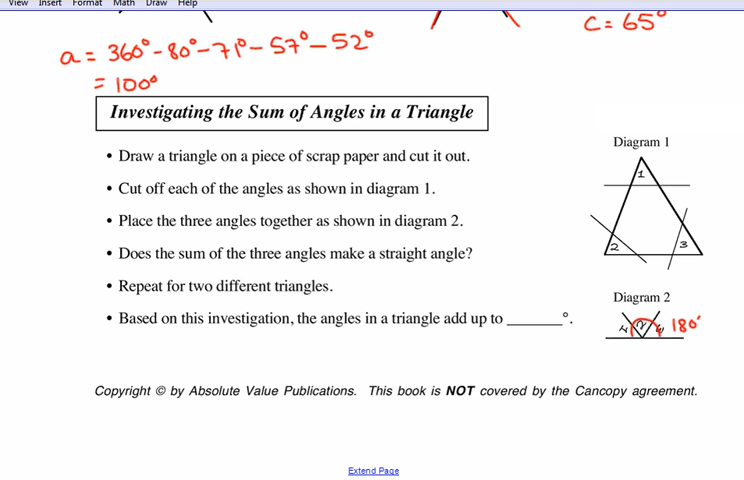 View Insert Format Math Draw Help
C = 65°
a = 360° - 80° - 71° - 57° - 52°
= 100°
Investigating the Sum of Angles in a Triangle
• Draw a triangle on a piece of scrap paper and cut it out.
• Cut off each of the angles as shown in diagram 1.
• Place the three angles together as shown in diagram 2.
• Does the sum of the three angles make a straight angle?
• Repeat for two different triangles.
• Based on this investigation, the angles in a triangle add up to _______°.
Diagram 1
1
2 3
Diagram 2
180°
Copyright © by Absolute Value Publications. This book is NOT covered by the Cancopy agreement.
Extend Page